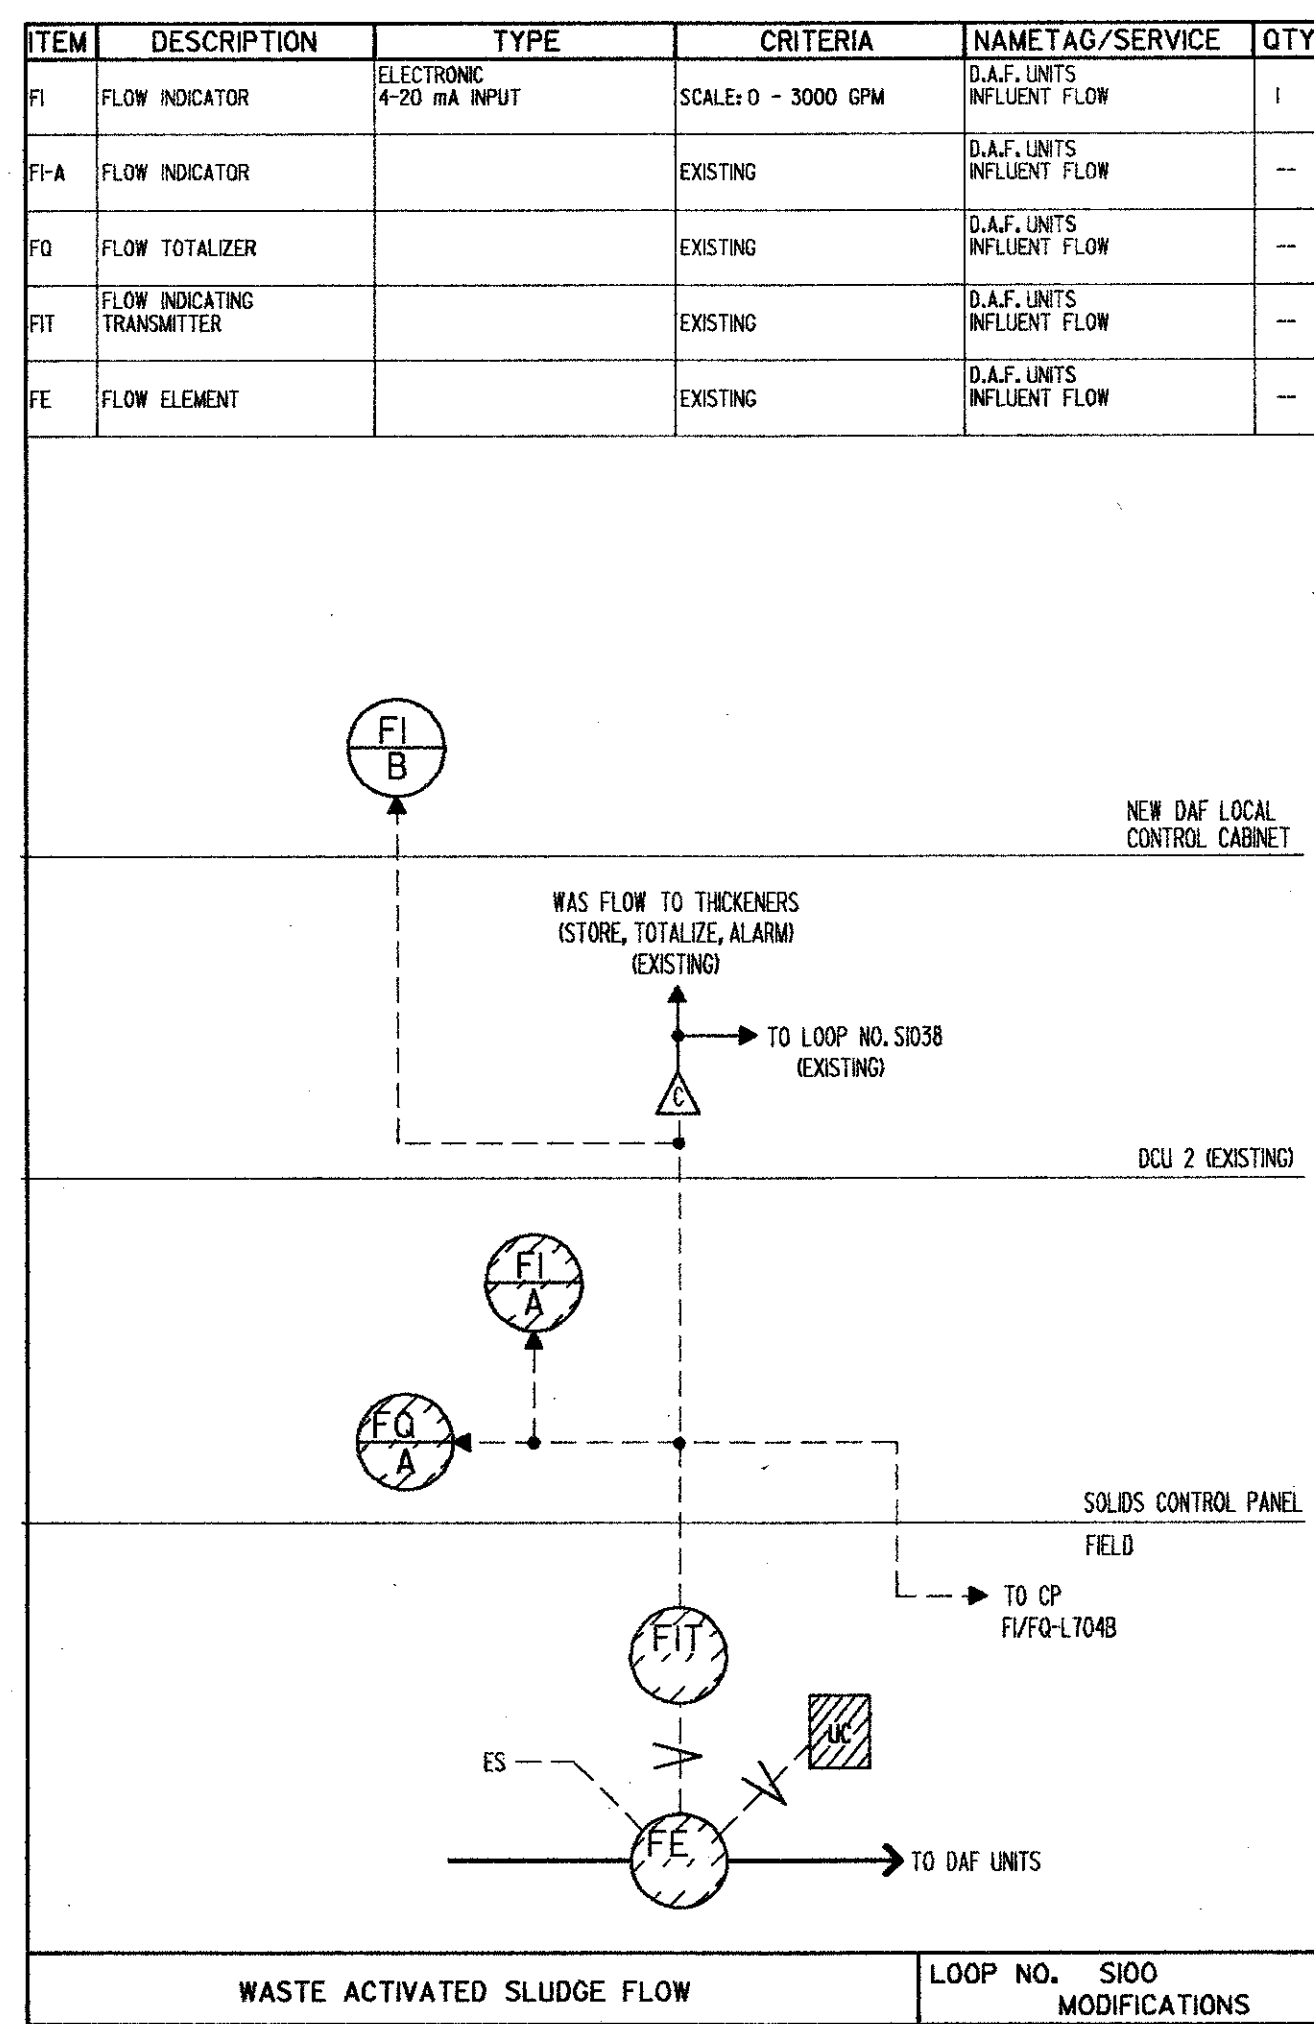 ITEM DESCRIPTION TYPE CRITERIA NAMETAG/SERVICE QTY
FI FLOW INDICATOR ELECTRONIC
4-20 mA INPUT SCALE: 0 - 3000 GPM D.A.F. UNITS
INFLUENT FLOW 1
FI-A FLOW INDICATOR EXISTING D.A.F. UNITS
INFLUENT FLOW --
FQ FLOW TOTALIZER EXISTING D.A.F. UNITS
INFLUENT FLOW --
FIT FLOW INDICATING
TRANSMITTER EXISTING D.A.F. UNITS
INFLUENT FLOW --
FE FLOW ELEMENT EXISTING D.A.F. UNITS
INFLUENT FLOW --
FI
B
NEW DAF LOCAL
CONTROL CABINET
WAS FLOW TO THICKENERS
(STORE, TOTALIZE, ALARM)
(EXISTING)
TO LOOP NO. S1038
(EXISTING)
C
DCU 2 (EXISTING)
FI
A
FQ
A
SOLIDS CONTROL PANEL
FIELD
TO CP
FI/FQ-L704B
FIT
UC
ES
FE
TO DAF UNITS
WASTE ACTIVATED SLUDGE FLOW
LOOP NO. S100
MODIFICATIONS